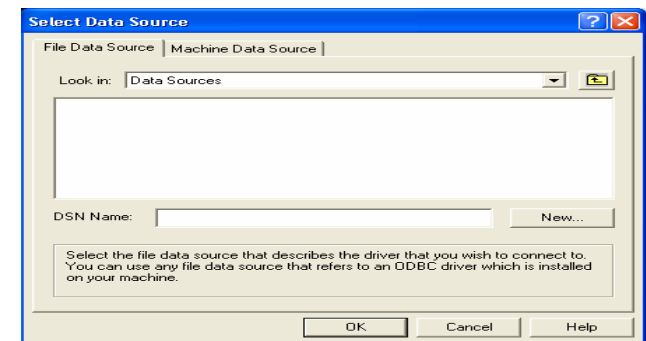 Select Data Source
File Data Source Machine Data Source
Look in: Data Sources
DSN Name: New...
Select the file data source that describes the driver that you wish to connect to.
You can use any file data source that refers to an ODBC driver which is installed
on your machine.
OK Cancel Help